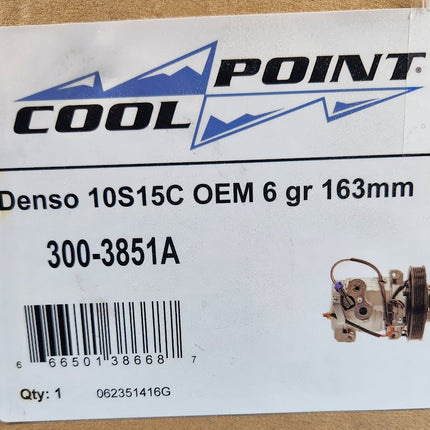 COOL POINT®
Denso 10S15C OEM 6 gr 163mm
300-3851A
6 66501 38668 7
Qty: 1 062351416G